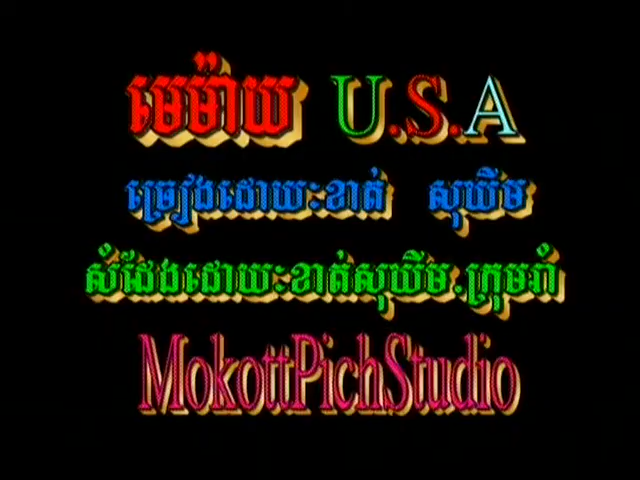 មេម៉ាយ U.S.A
ច្រៀងដោយ:ខាត់ សុឃីម
សំដែងដោយ:ខាត់សុឃីម.ក្រុមរាំ
MokottPichStudio